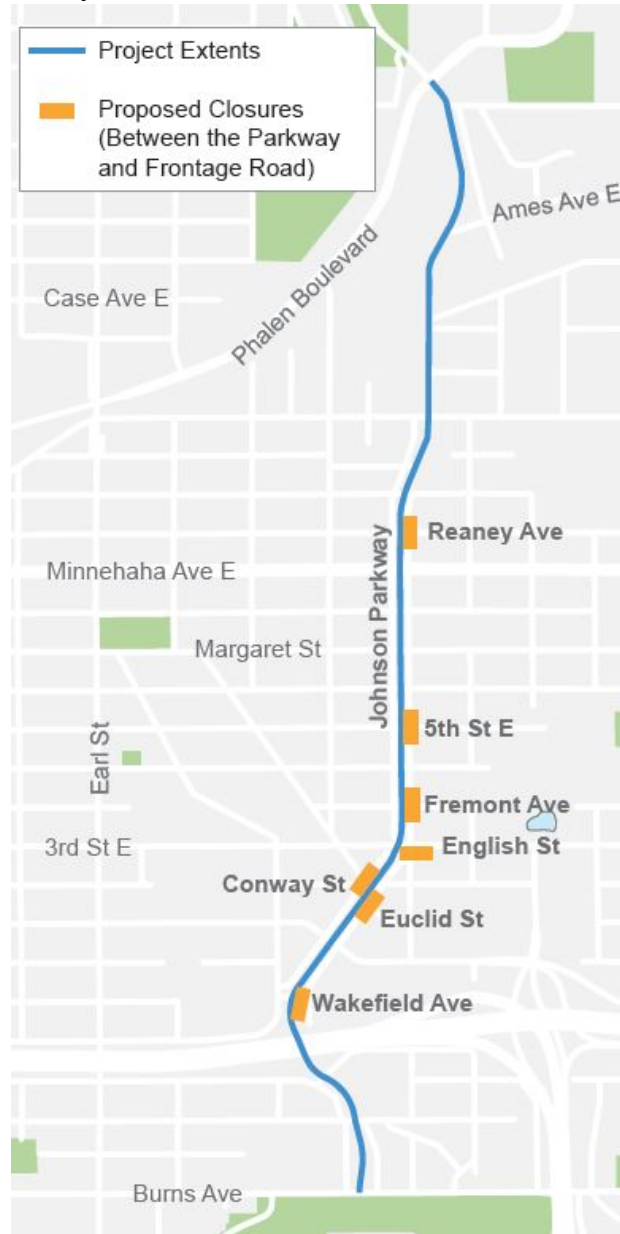 Project Extents
Proposed Closures
(Between the Parkway
and Frontage Road)
Ames Ave E
Phalen Boulevard
Case Ave E
Johnson Parkway
Reaney Ave
Minnehaha Ave E
Margaret St
5th St E
Earl St
Fremont Ave
3rd St E
English St
Conway St
Euclid St
Wakefield Ave
Burns Ave